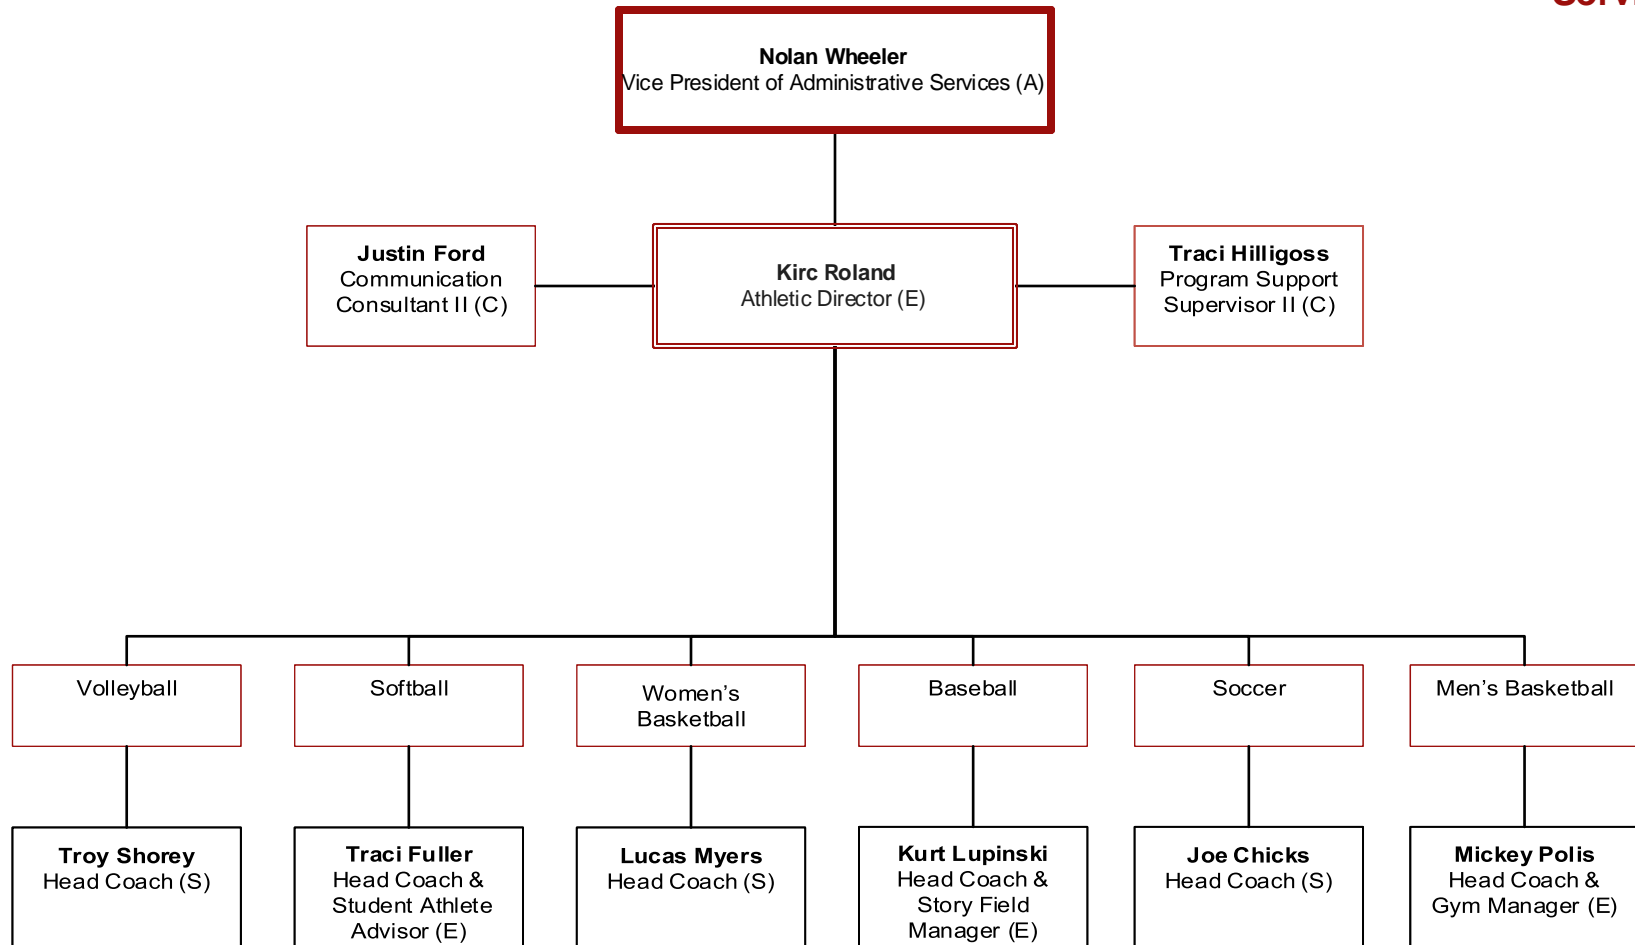 Nolan Wheeler
Vice President of Administrative Services (A)
Justin Ford
Communication
Consultant II (C)
Kirc Roland
Athletic Director (E)
Traci Hilligoss
Program Support
Supervisor II (C)
Volleyball
Softball
Women’s
Basketball
Baseball
Soccer
Men’s Basketball
Troy Shorey
Head Coach (S)
Traci Fuller
Head Coach &
Student Athlete
Advisor (E)
Lucas Myers
Head Coach (S)
Kurt Lupinski
Head Coach &
Story Field
Manager (E)
Joe Chicks
Head Coach (S)
Mickey Polis
Head Coach &
Gym Manager (E)